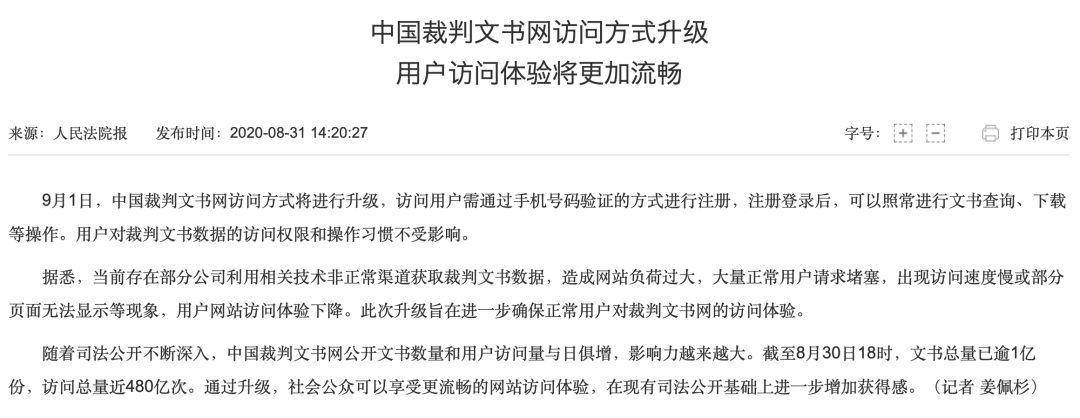 中国裁判文书网访问方式升级
用户访问体验将更加流畅
来源：人民法院报 发布时间：2020-08-31 14:20:27 字号： + − 打印本页
9月1日，中国裁判文书网访问方式将进行升级，访问用户需通过手机号码验证的方式进行注册，注册登录后，可以照常进行文书查询、下载
等操作。用户对裁判文书数据的访问权限和操作习惯不受影响。
据悉，当前存在部分公司利用相关技术非正常渠道获取裁判文书数据，造成网站负荷过大，大量正常用户请求堵塞，出现访问速度慢或部分
页面无法显示等现象，用户网站访问体验下降。此次升级旨在进一步确保正常用户对裁判文书网的访问体验。
随着司法公开不断深入，中国裁判文书网公开文书数量和用户访问量与日俱增，影响力越来越大。截至8月30日18时，文书总量已逾1亿
份，访问总量近480亿次。通过升级，社会公众可以享受更流畅的网站访问体验，在现有司法公开基础上进一步增加获得感。（记者 姜佩杉）